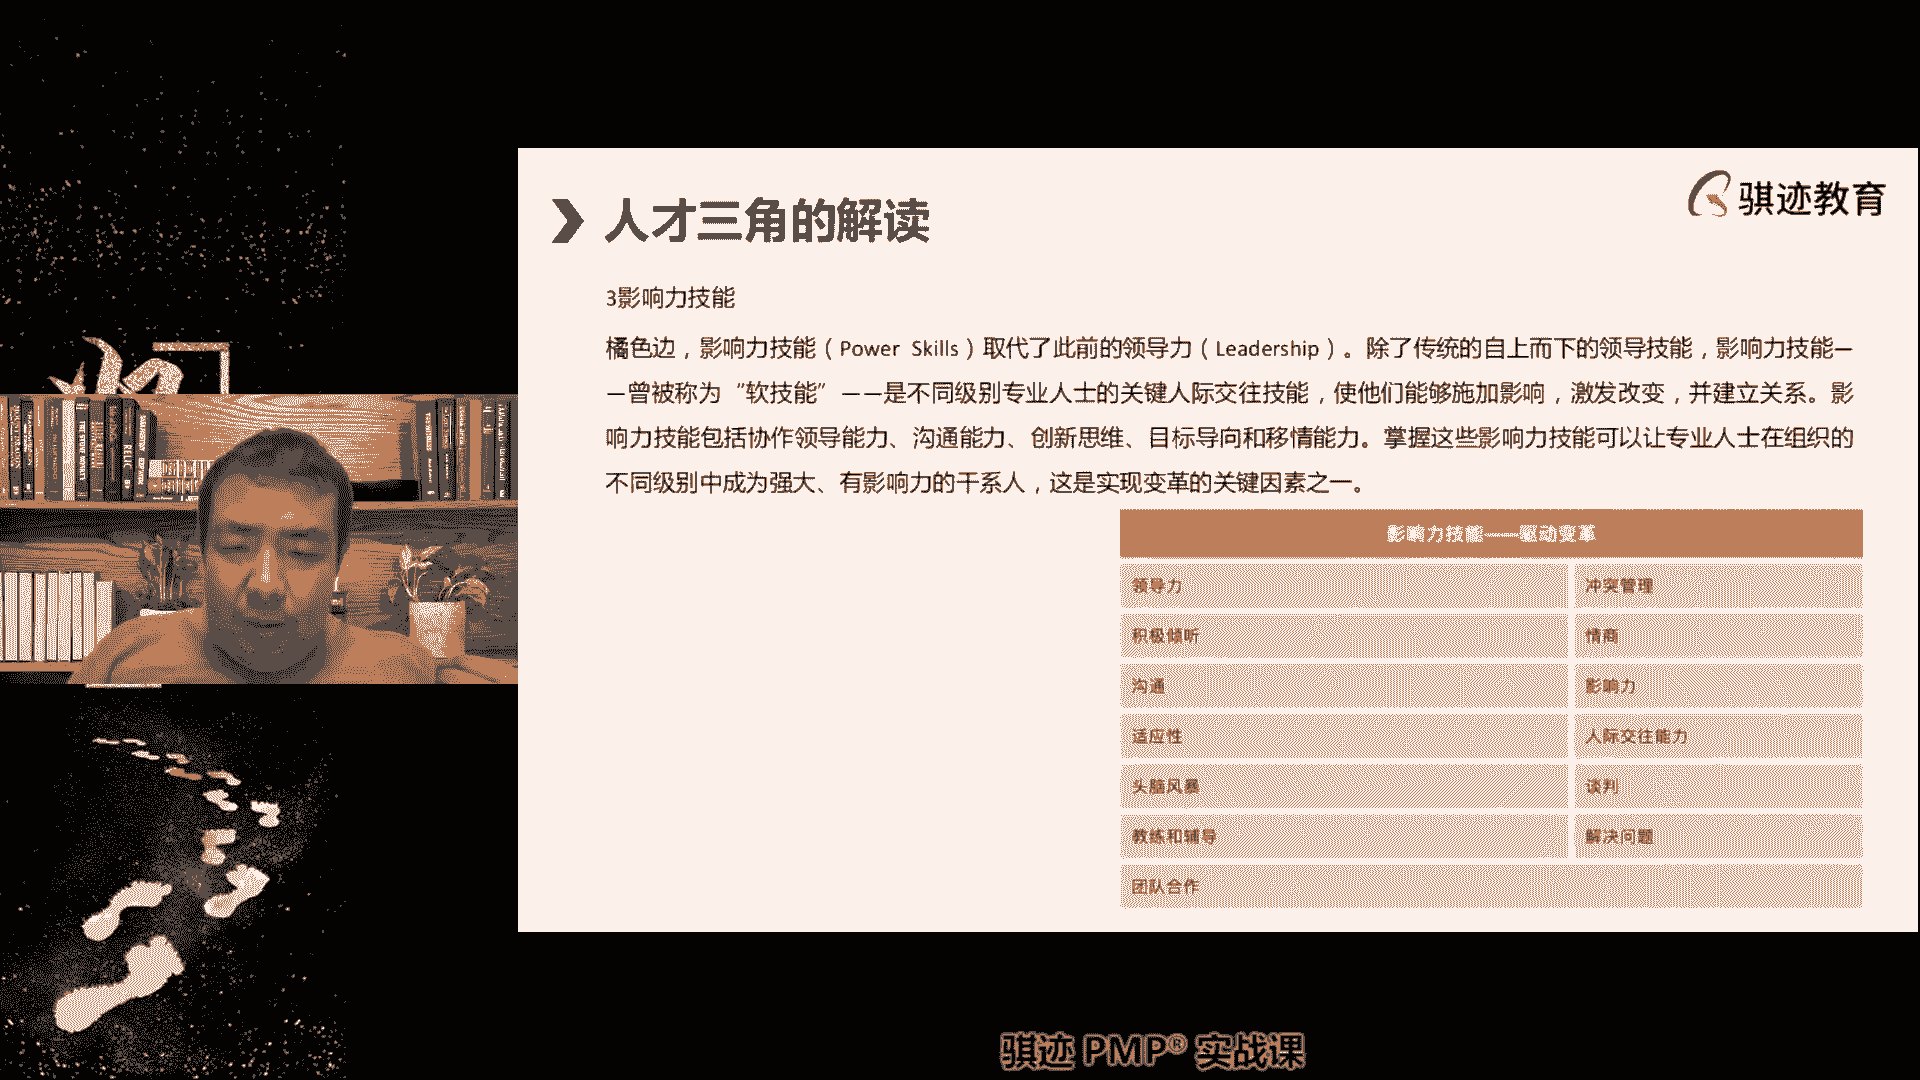 骐迹教育
人才三角的解读
3影响力技能
橘色边，影响力技能（Power Skills）取代了此前的领导力（Leadership）。除了传统的自上而下的领导技能，影响力技能—
—曾被称为“软技能”——是不同级别专业人士的关键人际交往技能，使他们能够施加影响，激发改变，并建立关系。影
响力技能包括协作领导能力、沟通能力、创新思维、目标导向和移情能力。掌握这些影响力技能可以让专业人士在组织的
不同级别中成为强大、有影响力的干系人，这是实现变革的关键因素之一。
影响力技能——驱动变革
领导力 冲突管理
积极倾听 情商
沟通 影响力
适应性 人际交往能力
头脑风暴 谈判
教练和辅导 解决问题
团队合作
骐迹 PMP® 实战课